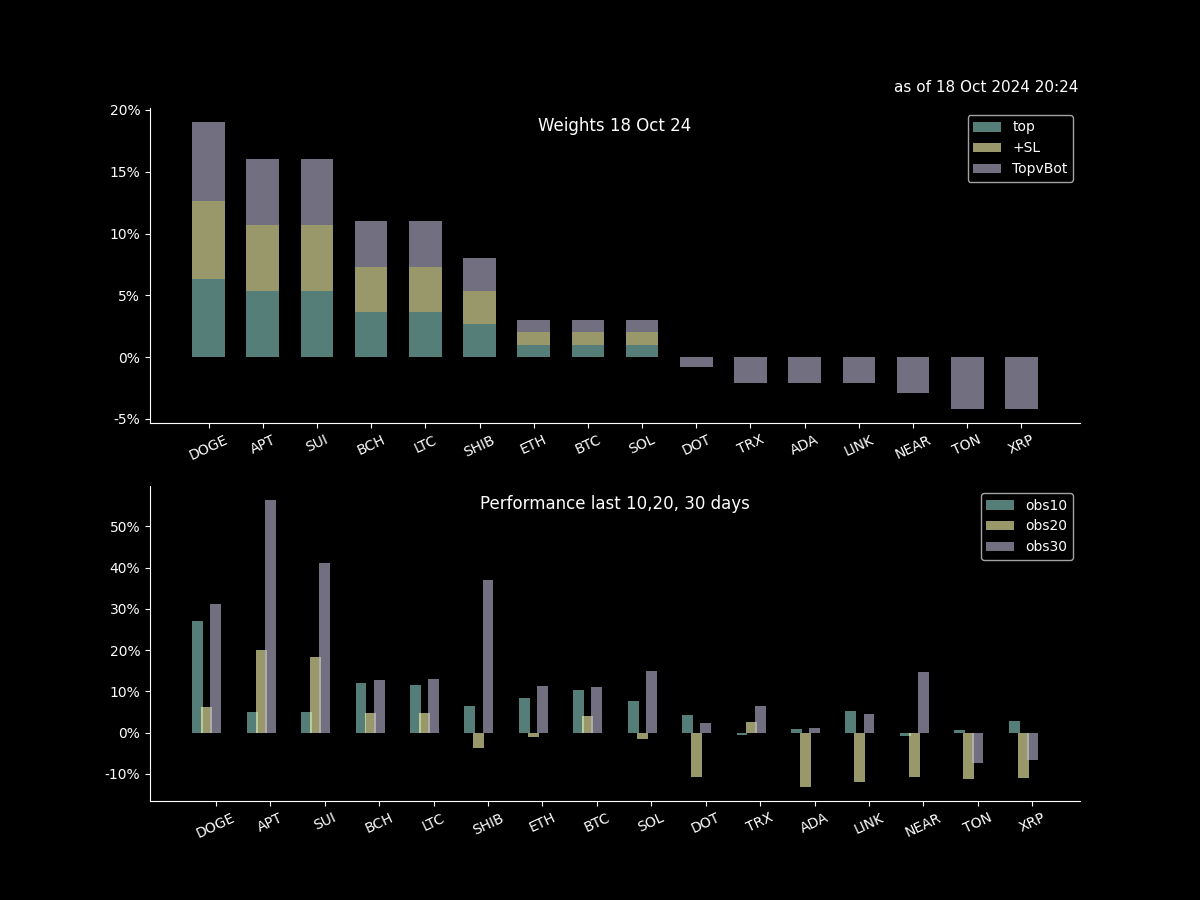 as of 18 Oct 2024 20:24
20%
Weights 18 Oct 24
top
+SL
TopvBot
15%
10%
5%
0%
-5%
DOGE APT SUI BCH LTC SHIB ETH BTC SOL DOT TRX ADA LINK NEAR TON XRP
Performance last 10,20, 30 days
obs10
obs20
obs30
50%
40%
30%
20%
10%
0%
-10%
DOGE APT SUI BCH LTC SHIB ETH BTC SOL DOT TRX ADA LINK NEAR TON XRP